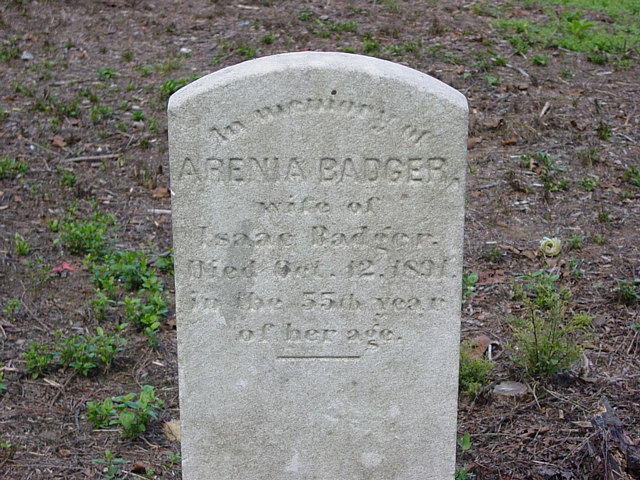 In memory of
ARENIA BADGER,
wife of
Isaac Badger.
Died Oct. 12, 1891.
in the 55th year
of her age.